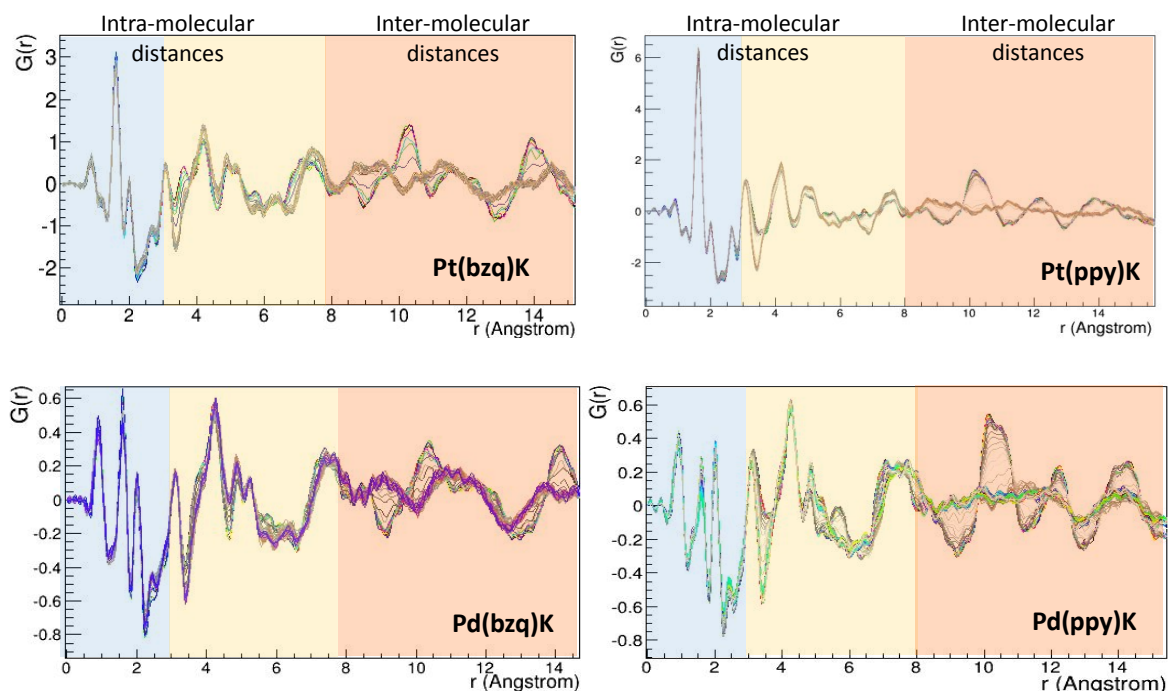 Intra-molecular
distances
Inter-molecular
distances
G(r)
3
2
1
0
-1
-2
Pt(bzq)K
0 2 4 6 8 10 12 14
r (Angstrom)
Intra-molecular
distances
Inter-molecular
distances
G(r)
6
4
2
0
-2
Pt(ppy)K
0 2 4 6 8 10 12 14
r (Angstrom)
G(r)
0.6
0.4
0.2
0
-0.2
-0.4
-0.6
-0.8
Pd(bzq)K
0 2 4 6 8 10 12 14
r (Angstrom)
G(r)
0.6
0.4
0.2
0
-0.2
-0.4
-0.6
-0.8
Pd(ppy)K
0 2 4 6 8 10 12 14
r (Angstrom)